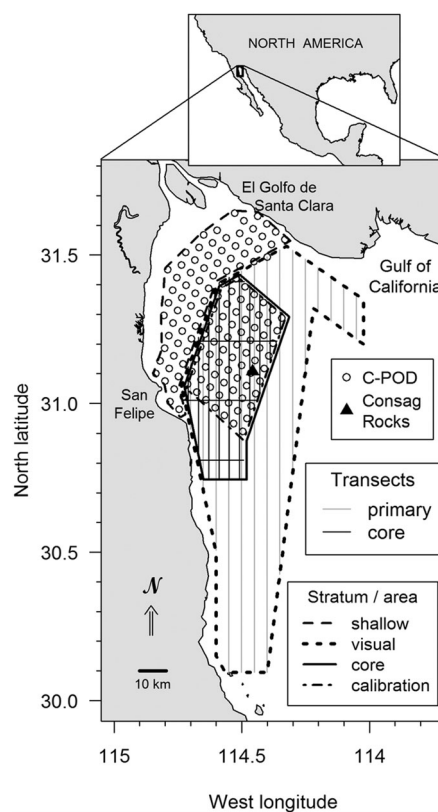 NORTH AMERICA
El Golfo de
Santa Clara
Gulf of
California
San
Felipe
C-POD
Consag
Rocks
Transects
primary
core
Stratum / area
shallow
visual
core
calibration
N
10 km
31.5
31.0
30.5
30.0
North latitude
115
114.5
114
West longitude